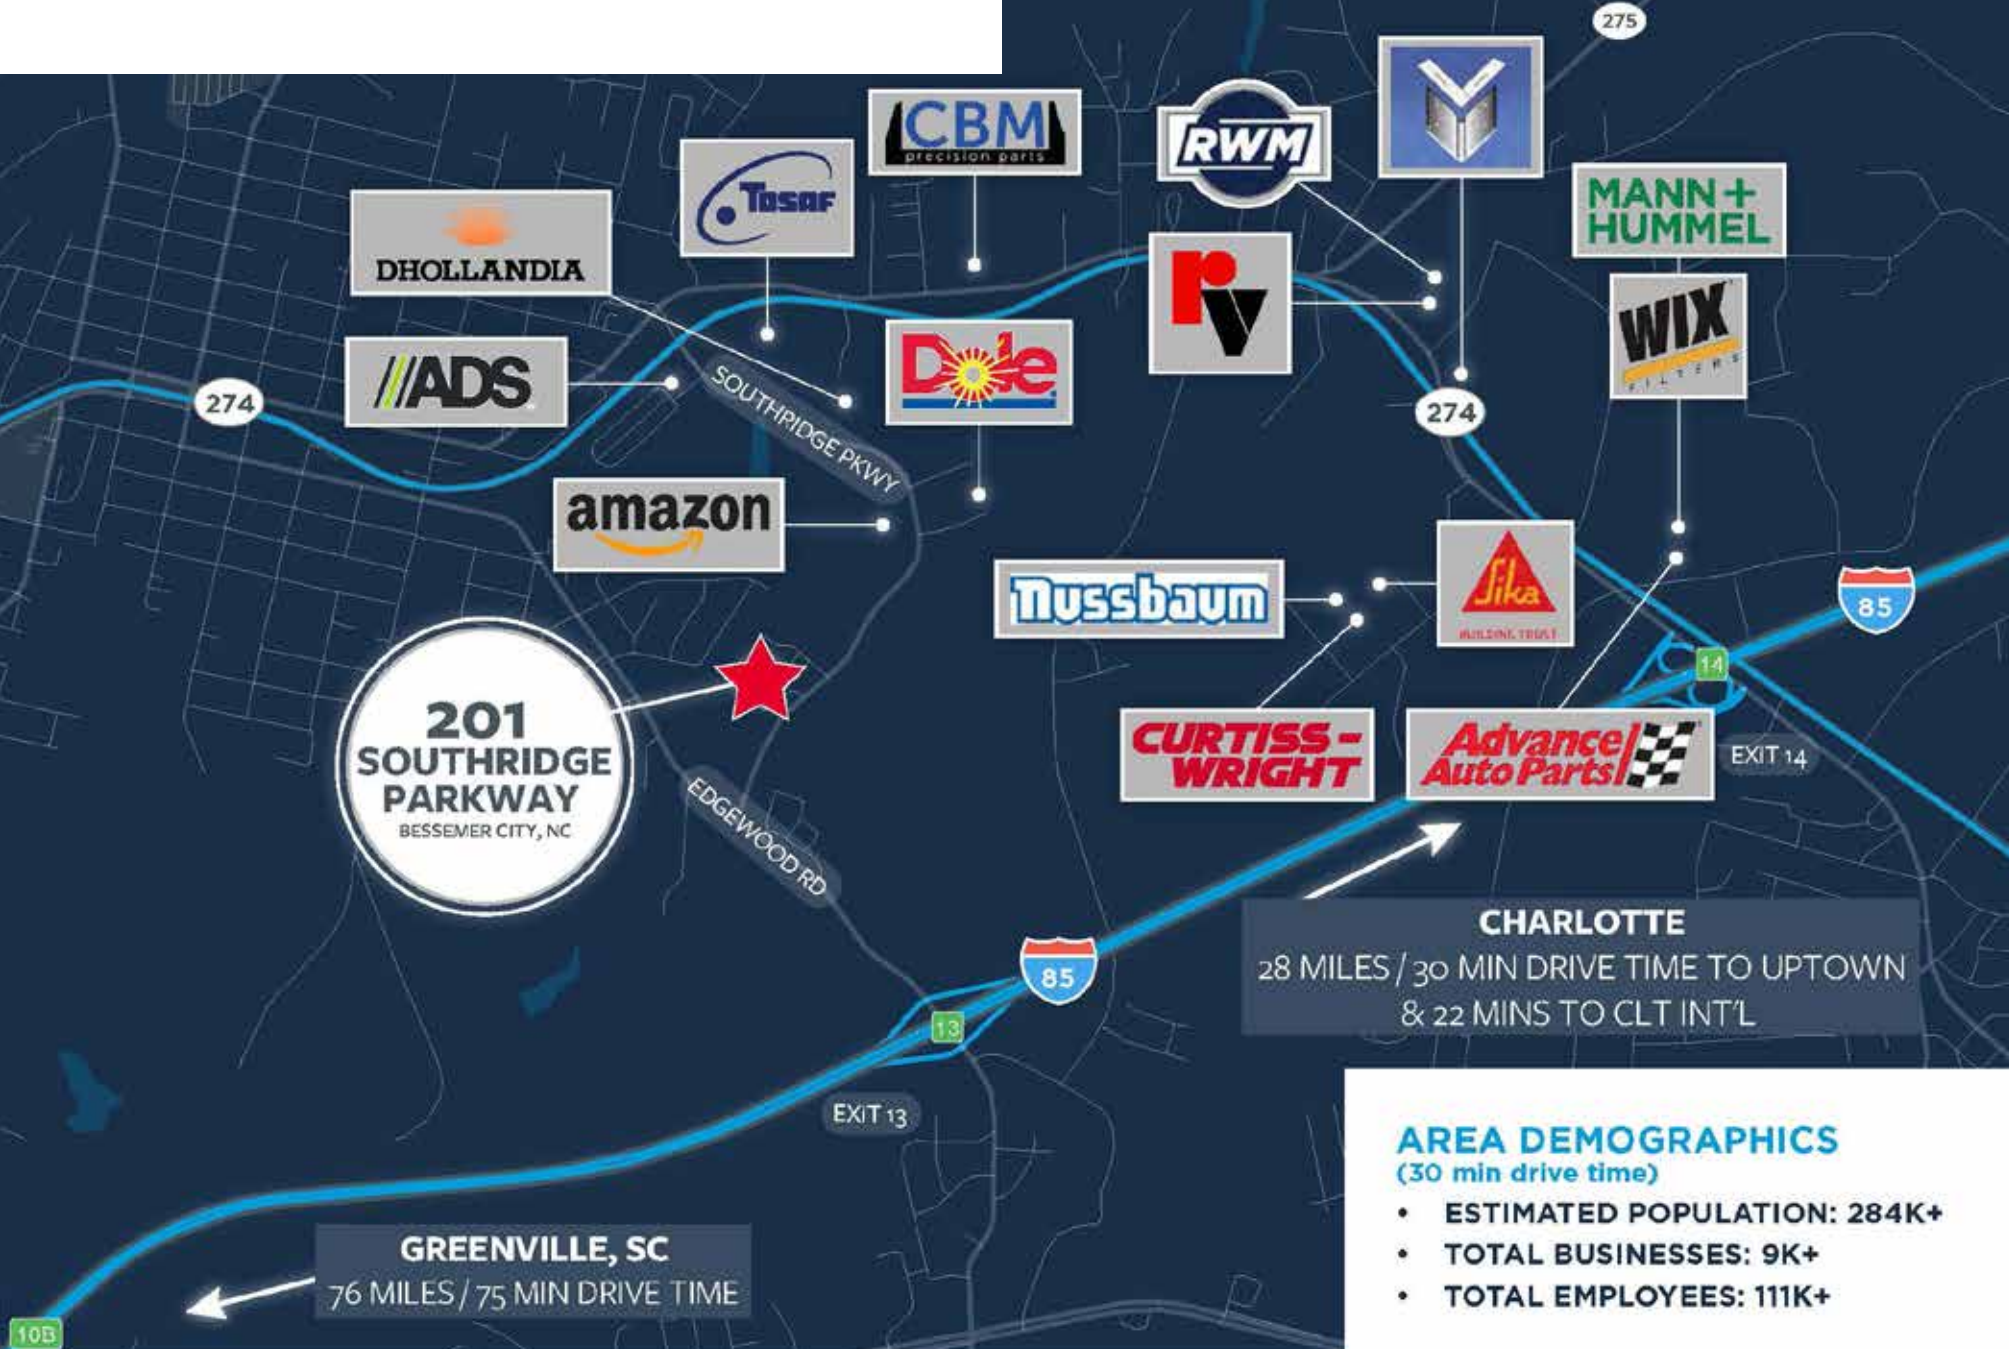 275
CBM
precision parts
RWM
Tosaf
MANN+
HUMMEL
DHOLLANDIA
rv
WIX
FILTERS
ADS
Dole
SOUTHRIDGE PKWY
274
274
amazon
nussbaum
Sika
BUILDING TRUST
85
14
201
SOUTHRIDGE
PARKWAY
BESSEMER CITY, NC
CURTISS-
WRIGHT
Advance
Auto Parts
EXIT 14
EDGEWOOD RD
CHARLOTTE
28 MILES / 30 MIN DRIVE TIME TO UPTOWN
& 22 MINS TO CLT INT'L
85
13
EXIT 13
AREA DEMOGRAPHICS
(30 min drive time)
• ESTIMATED POPULATION: 284K+
• TOTAL BUSINESSES: 9K+
• TOTAL EMPLOYEES: 111K+
GREENVILLE, SC
76 MILES / 75 MIN DRIVE TIME
10B